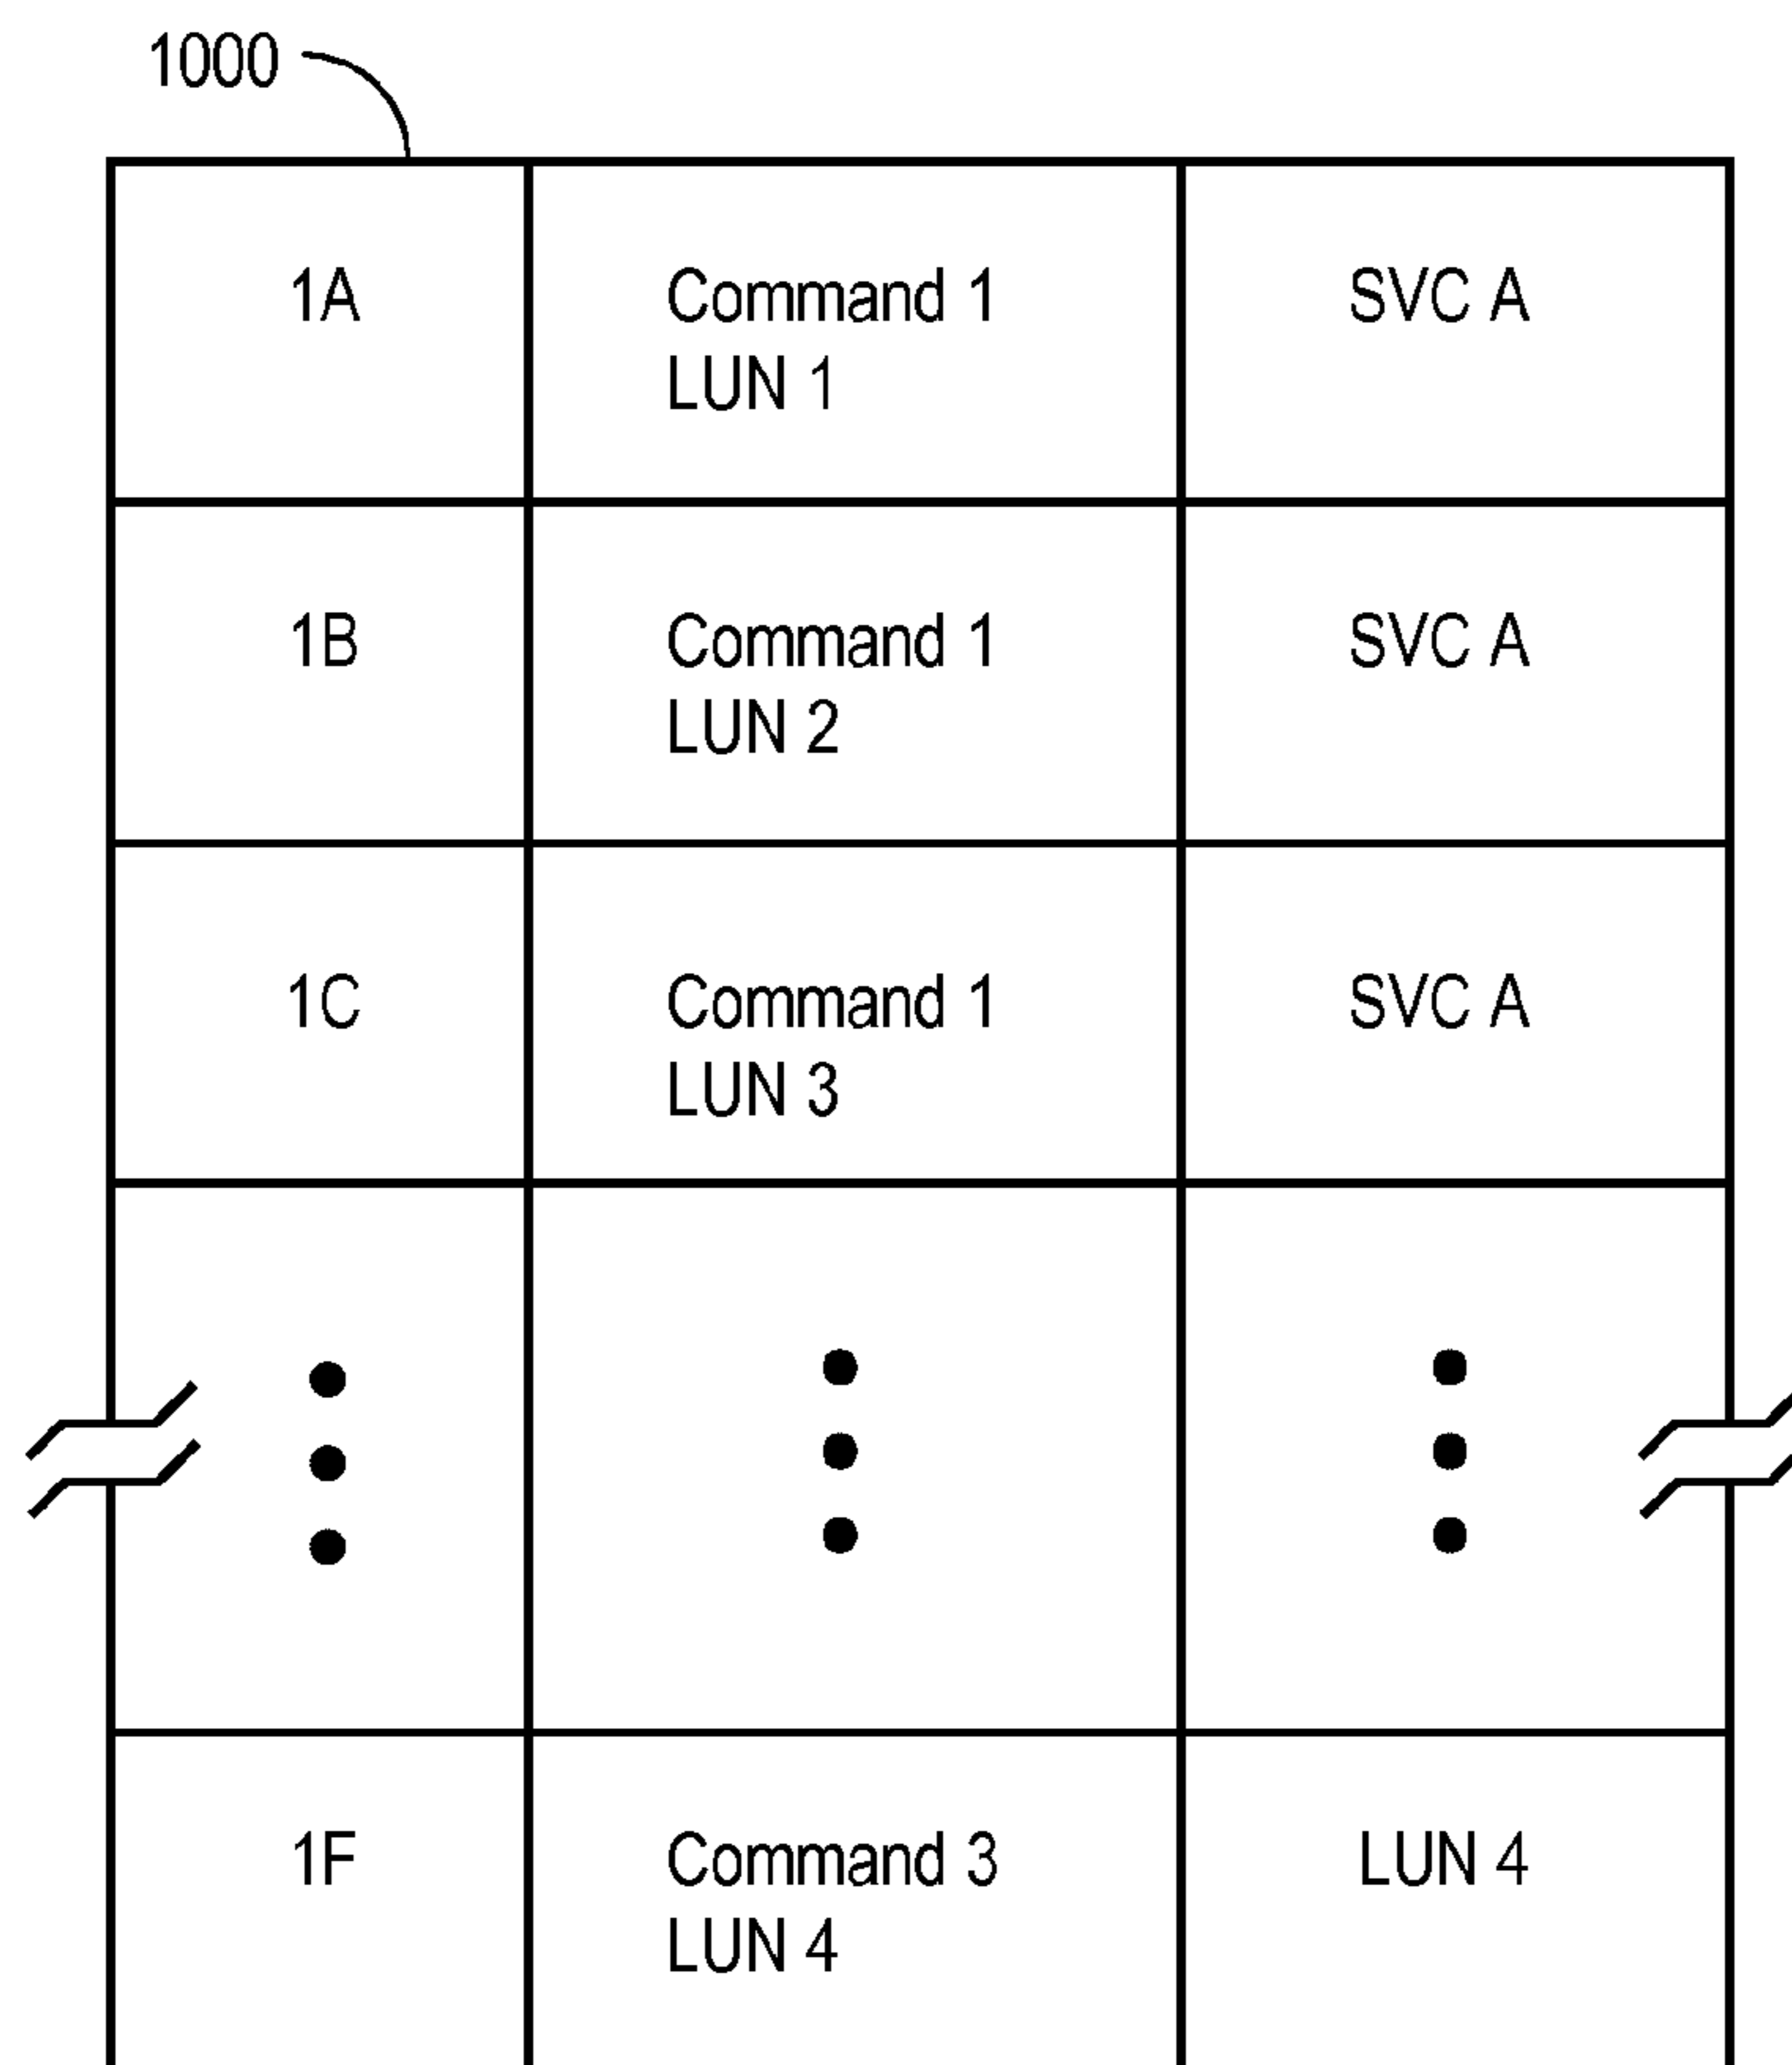 1000
1A
Command 1
LUN 1
SVC A
1B
Command 1
LUN 2
SVC A
1C
Command 1
LUN 3
SVC A
1F
Command 3
LUN 4
LUN 4